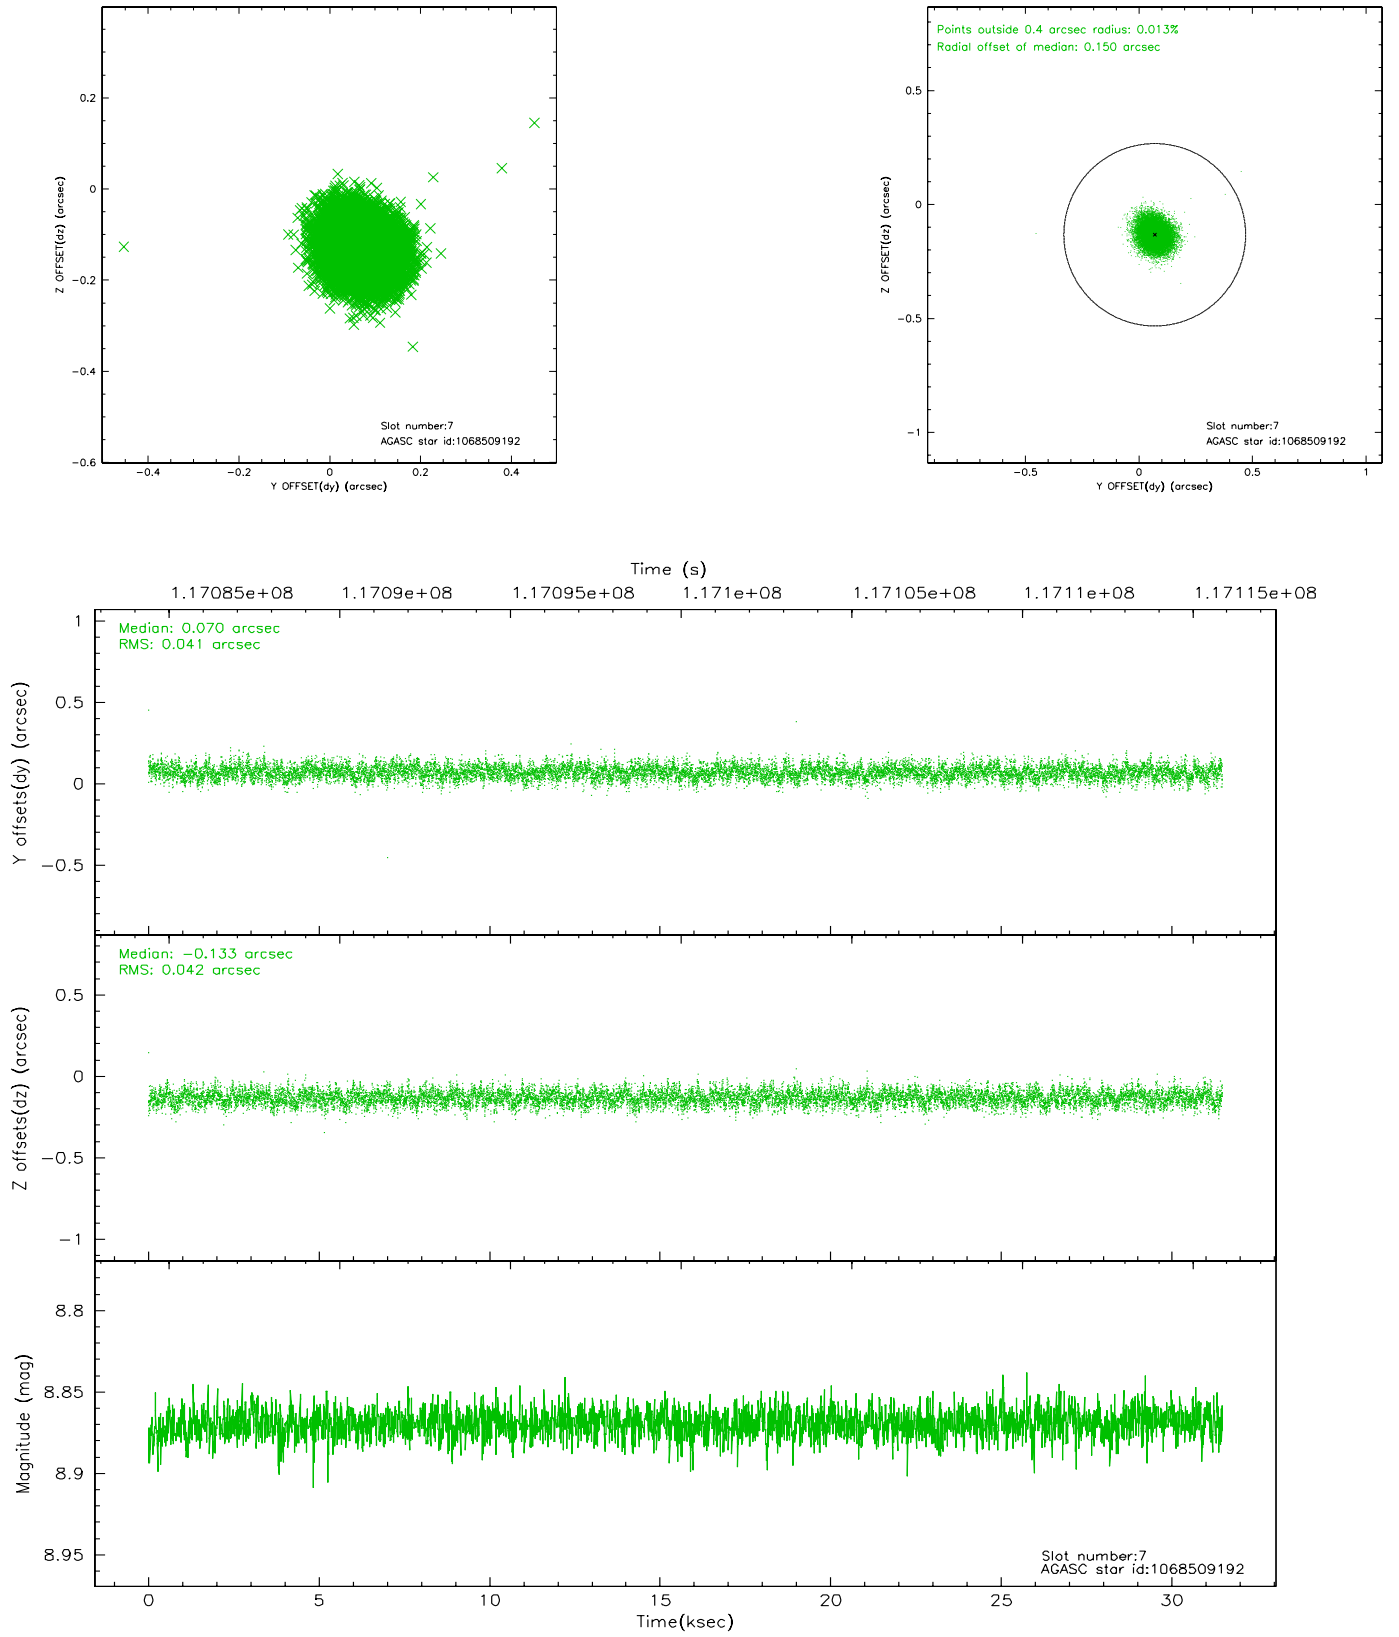 0.2
0
−0.2
−0.4
−0.6
Z OFFSET(dz) (arcsec)
Slot number:7
AGASC star id:1068509192
−0.4
−0.2
0
0.2
0.4
Y OFFSET(dy) (arcsec)
Points outside 0.4 arcsec radius: 0.013%
Radial offset of median: 0.150 arcsec
0.5
0
−0.5
−1
Z OFFSET(dz) (arcsec)
Slot number:7
AGASC star id:1068509192
−0.5
0
0.5
1
Y OFFSET(dy) (arcsec)
Time (s)
1.17085e+08
1.1709e+08
1.17095e+08
1.171e+08
1.17105e+08
1.1711e+08
1.17115e+08
Median: 0.070 arcsec
RMS: 0.041 arcsec
1
0.5
0
−0.5
Y offsets(dy) (arcsec)
Median: −0.133 arcsec
RMS: 0.042 arcsec
0.5
0
−0.5
−1
Z offsets(dz) (arcsec)
8.8
8.85
8.9
8.95
Magnitude (mag)
Slot number:7
AGASC star id:1068509192
0
5
10
15
20
25
30
Time(ksec)